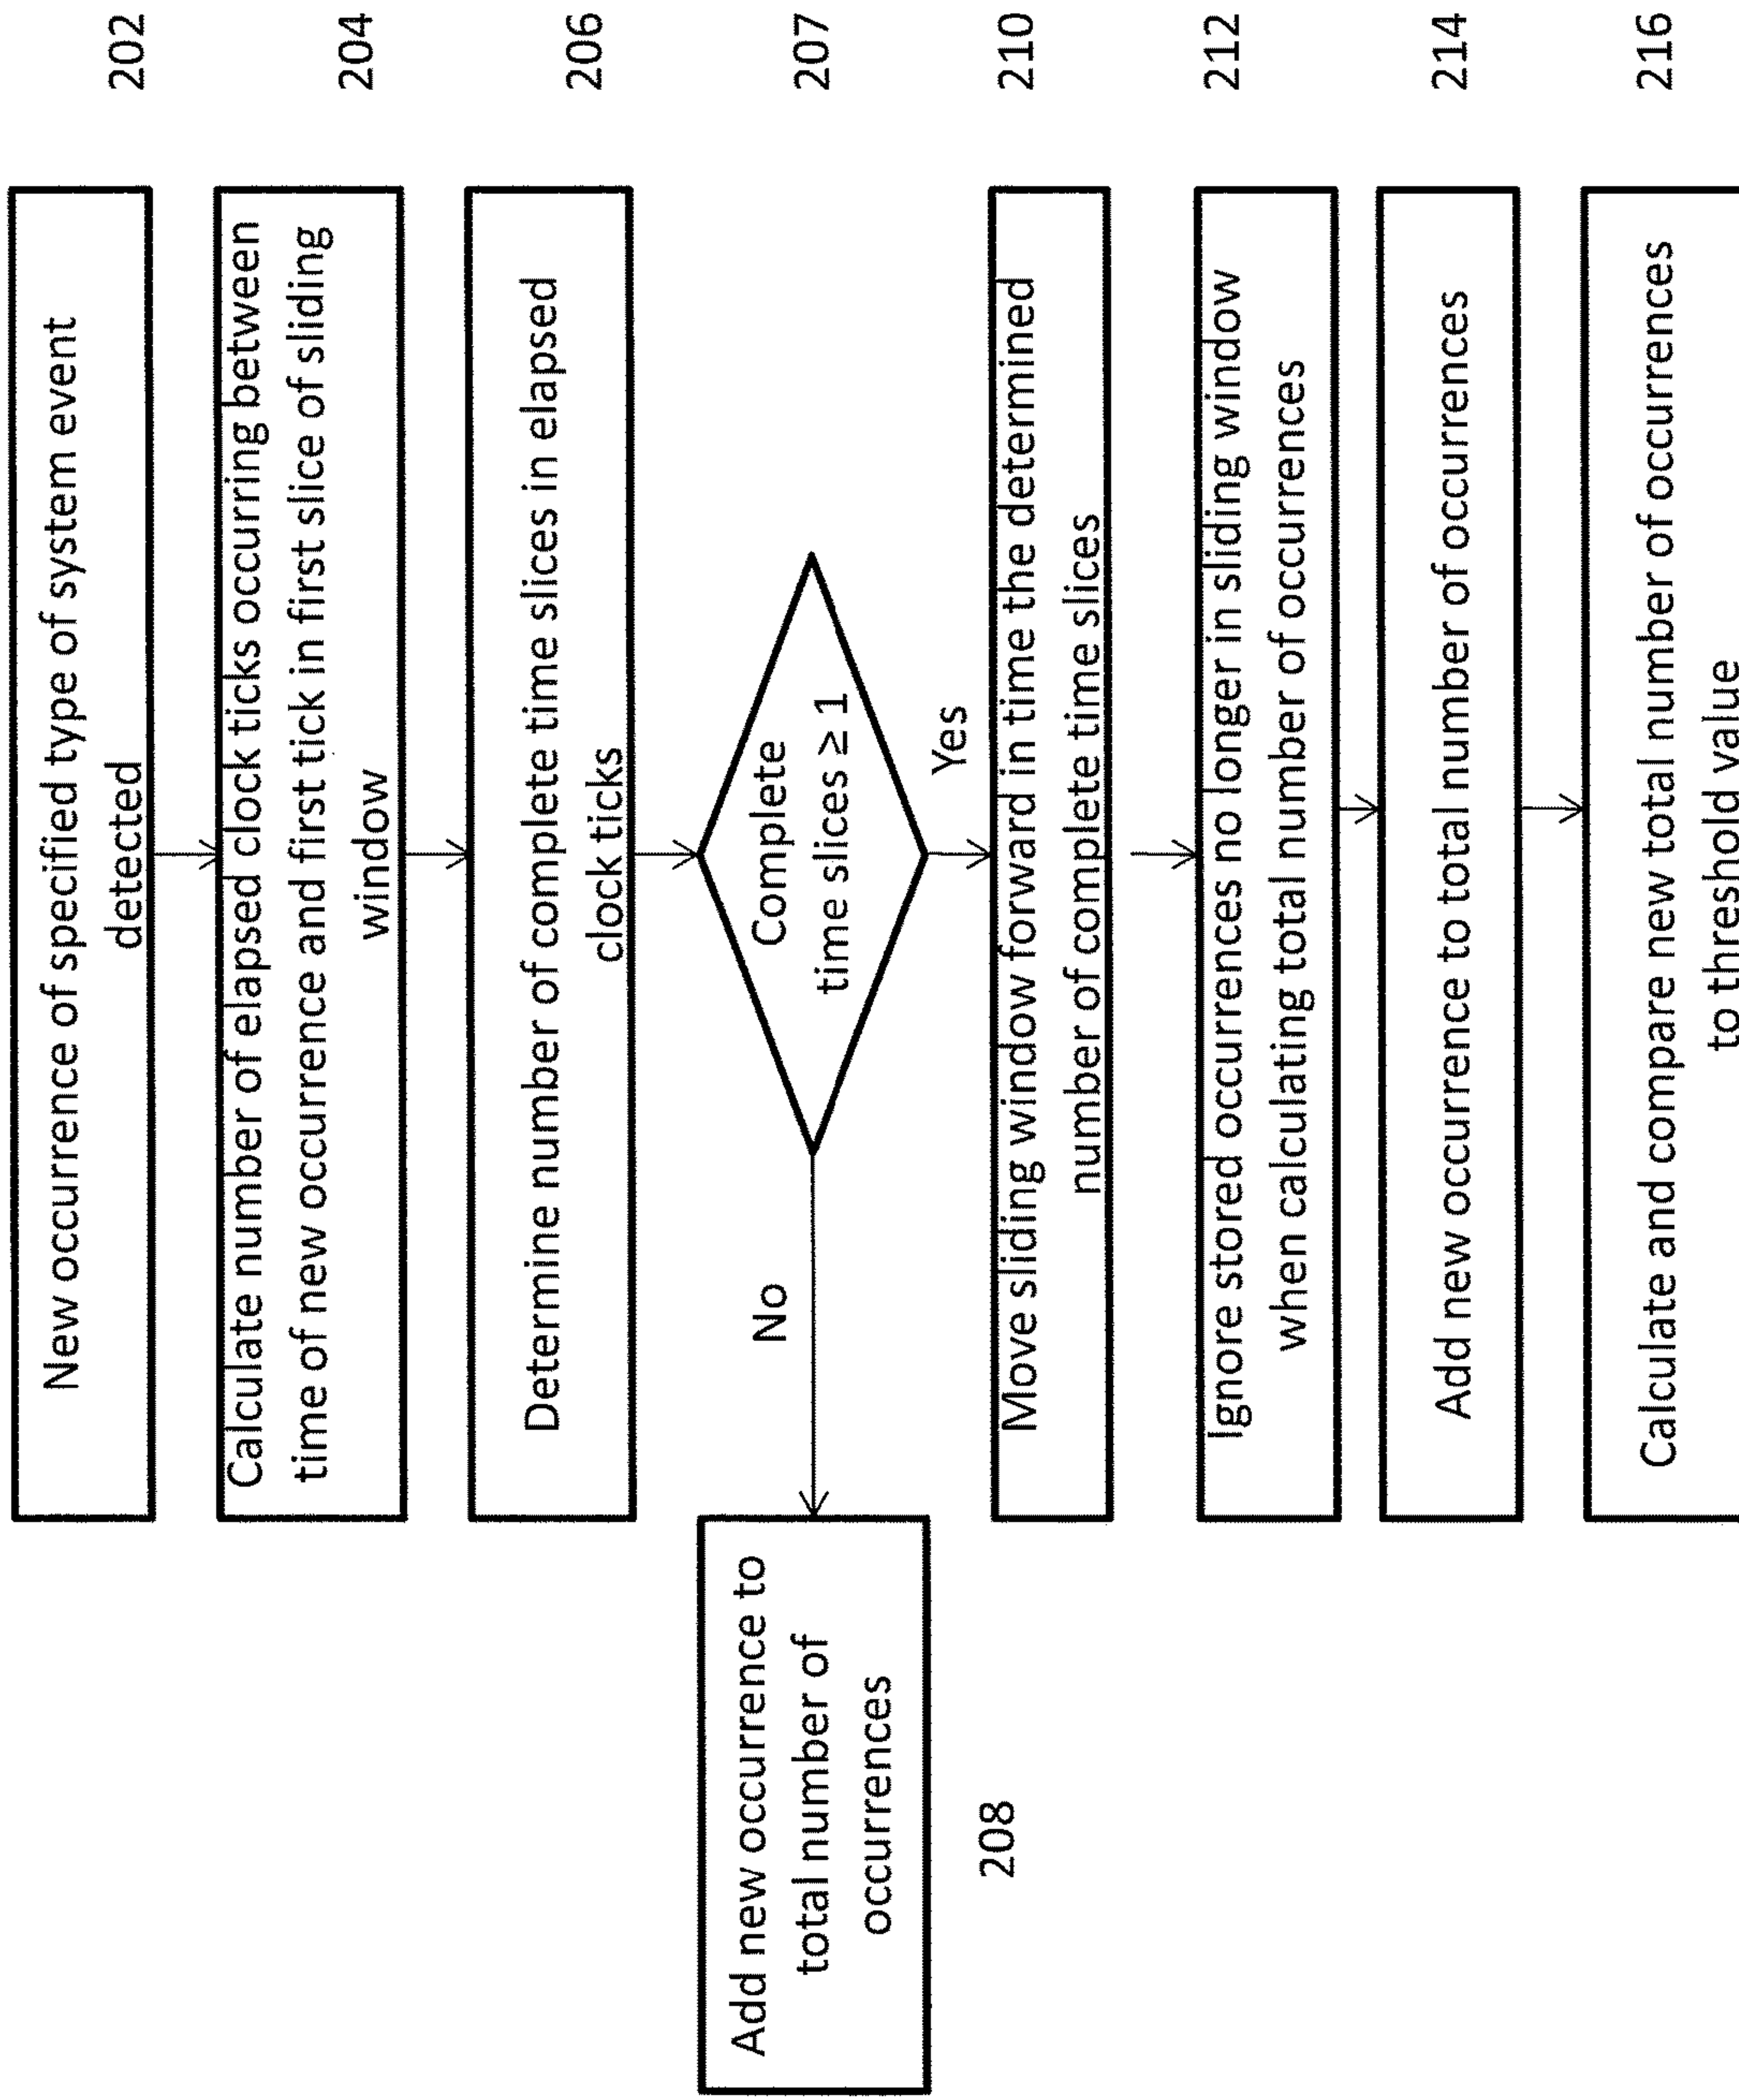 New occurrence of specified type of system event
detected
202
Calculate number of elapsed clock ticks occurring between
time of new occurrence and first tick in first slice of sliding
window
204
Determine number of complete time slices in elapsed
clock ticks
206
Complete
time slices ≥ 1
207
No
Yes
Add new occurrence to
total number of
occurrences
208
Move sliding window forward in time the determined
number of complete time slices
210
Ignore stored occurrences no longer in sliding window
when calculating total number of occurrences
212
Add new occurrence to total number of occurrences
214
Calculate and compare new total number of occurrences
to threshold value
216